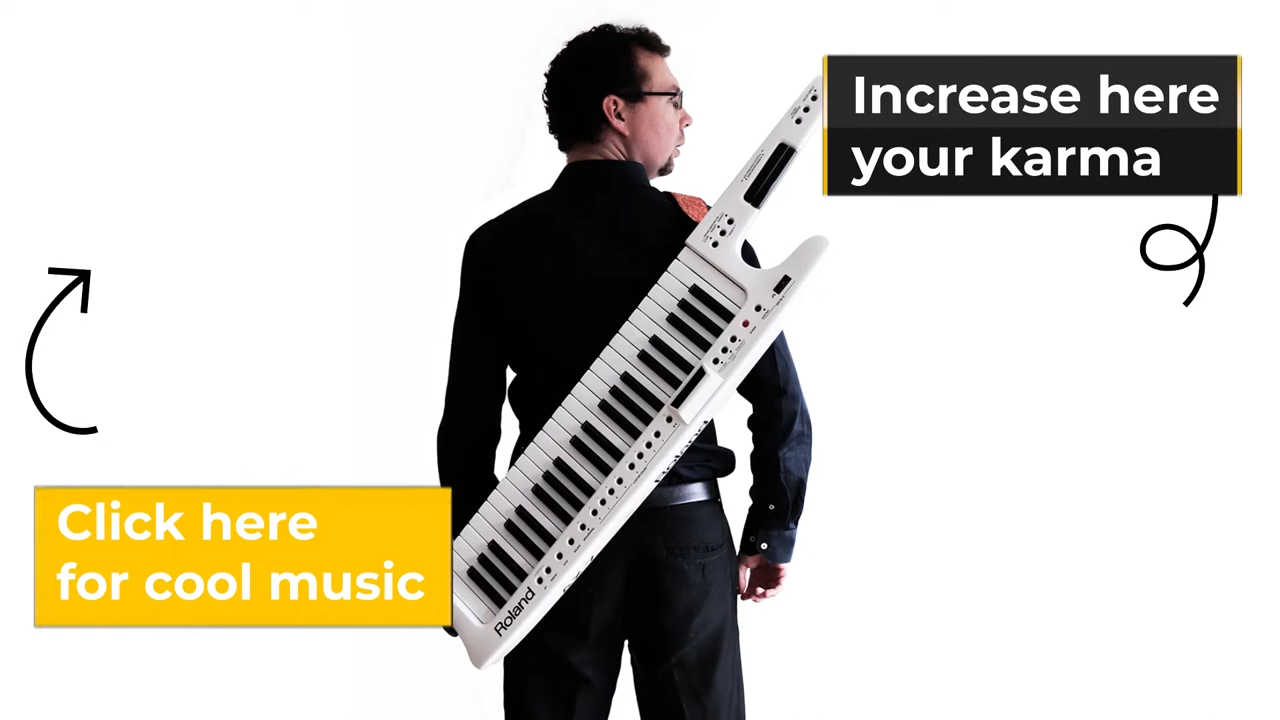 Increase here
your karma
Click here
for cool music
Roland